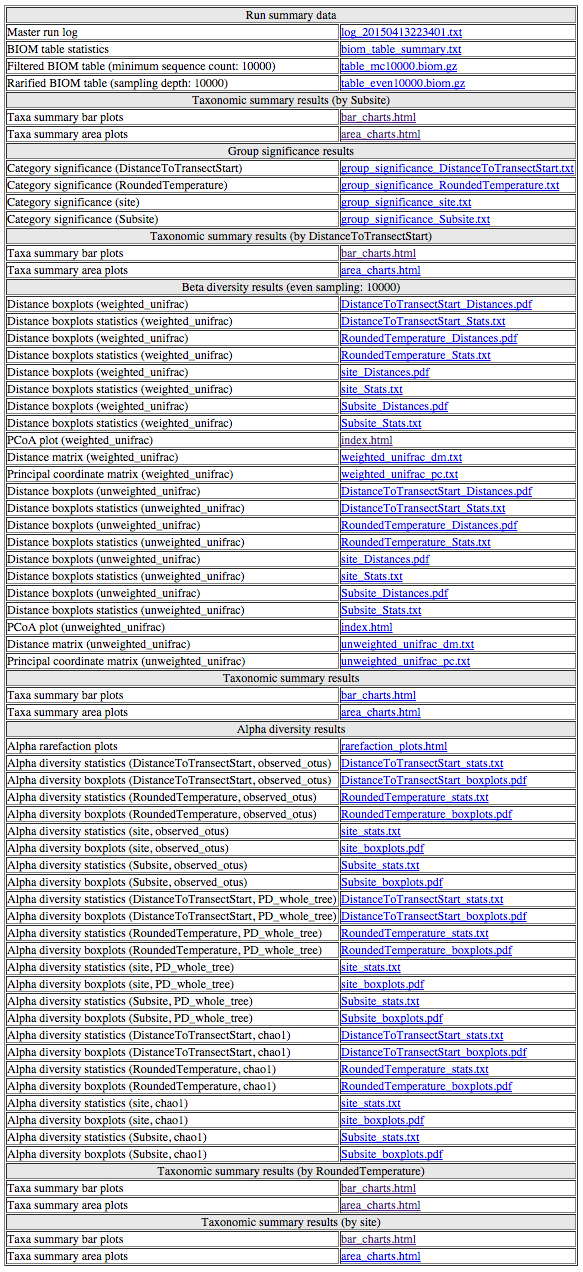 Run summary data
Master run log log_20150413223401.txt
BIOM table statistics biom_table_summary.txt
Filtered BIOM table (minimum sequence count: 10000) table_mc10000.biom.gz
Rarified BIOM table (sampling depth: 10000) table_even10000.biom.gz
Taxonomic summary results (by Subsite)
Taxa summary bar plots bar_charts.html
Taxa summary area plots area_charts.html
Group significance results
Category significance (DistanceToTransectStart) group_significance_DistanceToTransectStart.txt
Category significance (RoundedTemperature) group_significance_RoundedTemperature.txt
Category significance (site) group_significance_site.txt
Category significance (Subsite) group_significance_Subsite.txt
Taxonomic summary results (by DistanceToTransectStart)
Taxa summary bar plots bar_charts.html
Taxa summary area plots area_charts.html
Beta diversity results (even sampling: 10000)
Distance boxplots (weighted_unifrac) DistanceToTransectStart_Distances.pdf
Distance boxplots statistics (weighted_unifrac) DistanceToTransectStart_Stats.txt
Distance boxplots (weighted_unifrac) RoundedTemperature_Distances.pdf
Distance boxplots statistics (weighted_unifrac) RoundedTemperature_Stats.txt
Distance boxplots (weighted_unifrac) site_Distances.pdf
Distance boxplots statistics (weighted_unifrac) site_Stats.txt
Distance boxplots (weighted_unifrac) Subsite_Distances.pdf
Distance boxplots statistics (weighted_unifrac) Subsite_Stats.txt
PCoA plot (weighted_unifrac) index.html
Distance matrix (weighted_unifrac) weighted_unifrac_dm.txt
Principal coordinate matrix (weighted_unifrac) weighted_unifrac_pc.txt
Distance boxplots (unweighted_unifrac) DistanceToTransectStart_Distances.pdf
Distance boxplots statistics (unweighted_unifrac) DistanceToTransectStart_Stats.txt
Distance boxplots (unweighted_unifrac) RoundedTemperature_Distances.pdf
Distance boxplots statistics (unweighted_unifrac) RoundedTemperature_Stats.txt
Distance boxplots (unweighted_unifrac) site_Distances.pdf
Distance boxplots statistics (unweighted_unifrac) site_Stats.txt
Distance boxplots (unweighted_unifrac) Subsite_Distances.pdf
Distance boxplots statistics (unweighted_unifrac) Subsite_Stats.txt
PCoA plot (unweighted_unifrac) index.html
Distance matrix (unweighted_unifrac) unweighted_unifrac_dm.txt
Principal coordinate matrix (unweighted_unifrac) unweighted_unifrac_pc.txt
Taxonomic summary results
Taxa summary bar plots bar_charts.html
Taxa summary area plots area_charts.html
Alpha diversity results
Alpha rarefaction plots rarefaction_plots.html
Alpha diversity statistics (DistanceToTransectStart, observed_otus) DistanceToTransectStart_stats.txt
Alpha diversity boxplots (DistanceToTransectStart, observed_otus) DistanceToTransectStart_boxplots.pdf
Alpha diversity statistics (RoundedTemperature, observed_otus) RoundedTemperature_stats.txt
Alpha diversity boxplots (RoundedTemperature, observed_otus) RoundedTemperature_boxplots.pdf
Alpha diversity statistics (site, observed_otus) site_stats.txt
Alpha diversity boxplots (site, observed_otus) site_boxplots.pdf
Alpha diversity statistics (Subsite, observed_otus) Subsite_stats.txt
Alpha diversity boxplots (Subsite, observed_otus) Subsite_boxplots.pdf
Alpha diversity statistics (DistanceToTransectStart, PD_whole_tree) DistanceToTransectStart_stats.txt
Alpha diversity boxplots (DistanceToTransectStart, PD_whole_tree) DistanceToTransectStart_boxplots.pdf
Alpha diversity statistics (RoundedTemperature, PD_whole_tree) RoundedTemperature_stats.txt
Alpha diversity boxplots (RoundedTemperature, PD_whole_tree) RoundedTemperature_boxplots.pdf
Alpha diversity statistics (site, PD_whole_tree) site_stats.txt
Alpha diversity boxplots (site, PD_whole_tree) site_boxplots.pdf
Alpha diversity statistics (Subsite, PD_whole_tree) Subsite_stats.txt
Alpha diversity boxplots (Subsite, PD_whole_tree) Subsite_boxplots.pdf
Alpha diversity statistics (DistanceToTransectStart, chao1) DistanceToTransectStart_stats.txt
Alpha diversity boxplots (DistanceToTransectStart, chao1) DistanceToTransectStart_boxplots.pdf
Alpha diversity statistics (RoundedTemperature, chao1) RoundedTemperature_stats.txt
Alpha diversity boxplots (RoundedTemperature, chao1) RoundedTemperature_boxplots.pdf
Alpha diversity statistics (site, chao1) site_stats.txt
Alpha diversity boxplots (site, chao1) site_boxplots.pdf
Alpha diversity statistics (Subsite, chao1) Subsite_stats.txt
Alpha diversity boxplots (Subsite, chao1) Subsite_boxplots.pdf
Taxonomic summary results (by RoundedTemperature)
Taxa summary bar plots bar_charts.html
Taxa summary area plots area_charts.html
Taxonomic summary results (by site)
Taxa summary bar plots bar_charts.html
Taxa summary area plots area_charts.html